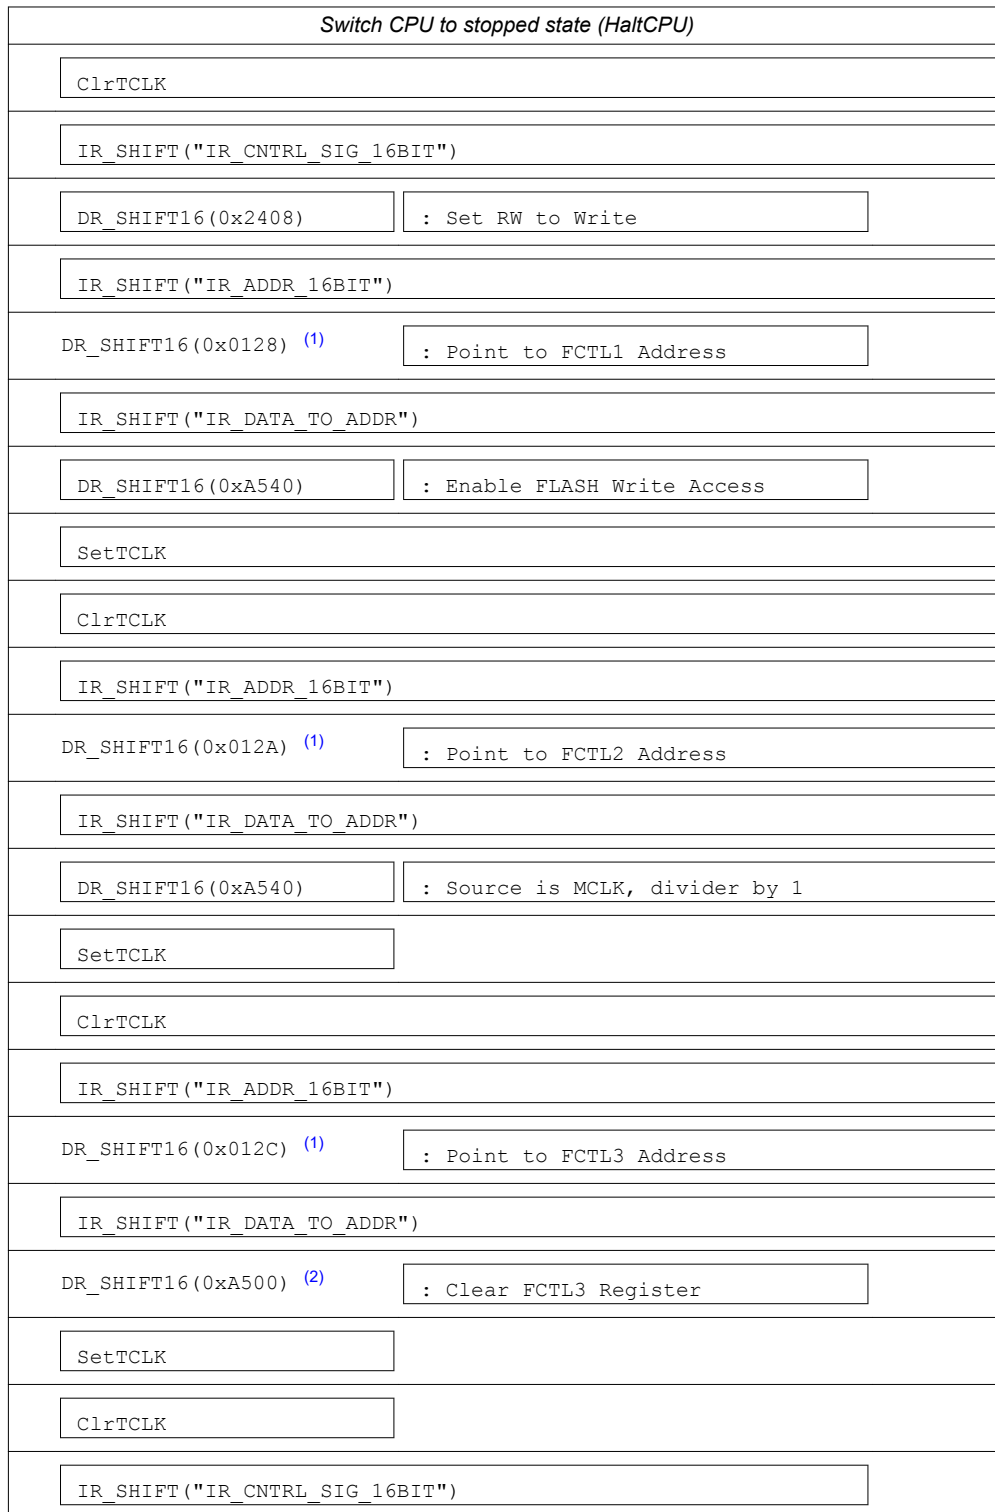 Switch CPU to stopped state (HaltCPU)
ClrTCLK
IR_SHIFT("IR_CNTRL_SIG_16BIT")
DR_SHIFT16(0x2408) : Set RW to Write
IR_SHIFT("IR_ADDR_16BIT")
DR_SHIFT16(0x0128) (1) : Point to FCTL1 Address
IR_SHIFT("IR_DATA_TO_ADDR")
DR_SHIFT16(0xA540) : Enable FLASH Write Access
SetTCLK
ClrTCLK
IR_SHIFT("IR_ADDR_16BIT")
DR_SHIFT16(0x012A) (1) : Point to FCTL2 Address
IR_SHIFT("IR_DATA_TO_ADDR")
DR_SHIFT16(0xA540) : Source is MCLK, divider by 1
SetTCLK
ClrTCLK
IR_SHIFT("IR_ADDR_16BIT")
DR_SHIFT16(0x012C) (1) : Point to FCTL3 Address
IR_SHIFT("IR_DATA_TO_ADDR")
DR_SHIFT16(0xA500) (2) : Clear FCTL3 Register
SetTCLK
ClrTCLK
IR_SHIFT("IR_CNTRL_SIG_16BIT")